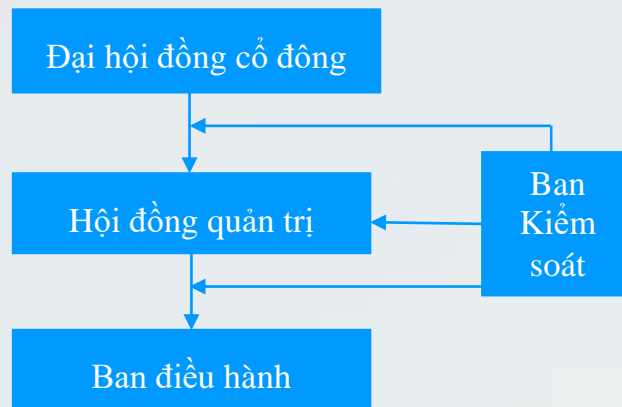 Đại hội đồng cổ đông
Hội đồng quản trị
Ban
Kiểm
soát
Ban điều hành